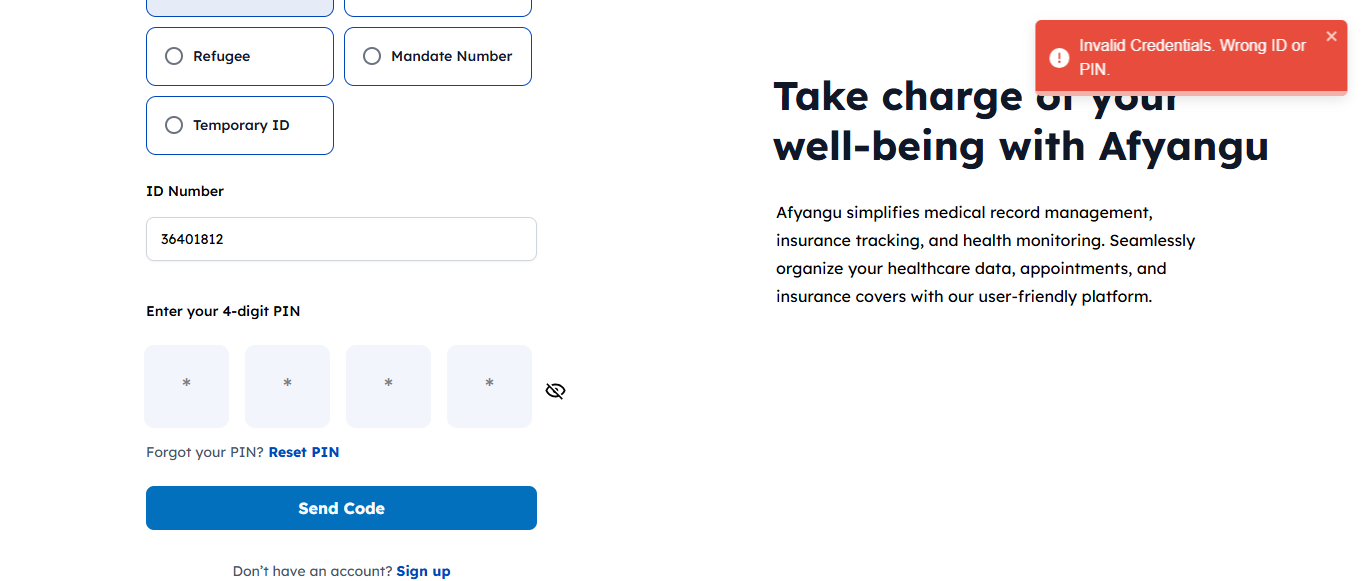 Refugee
Mandate Number
Temporary ID
ID Number
36401812
Enter your 4-digit PIN
* * * *
Forgot your PIN? Reset PIN
Send Code
Don't have an account? Sign up
Invalid Credentials. Wrong ID or
PIN.
Take charge of your
well-being with Afyangu
Afyangu simplifies medical record management,
insurance tracking, and health monitoring. Seamlessly
organize your healthcare data, appointments, and
insurance covers with our user-friendly platform.